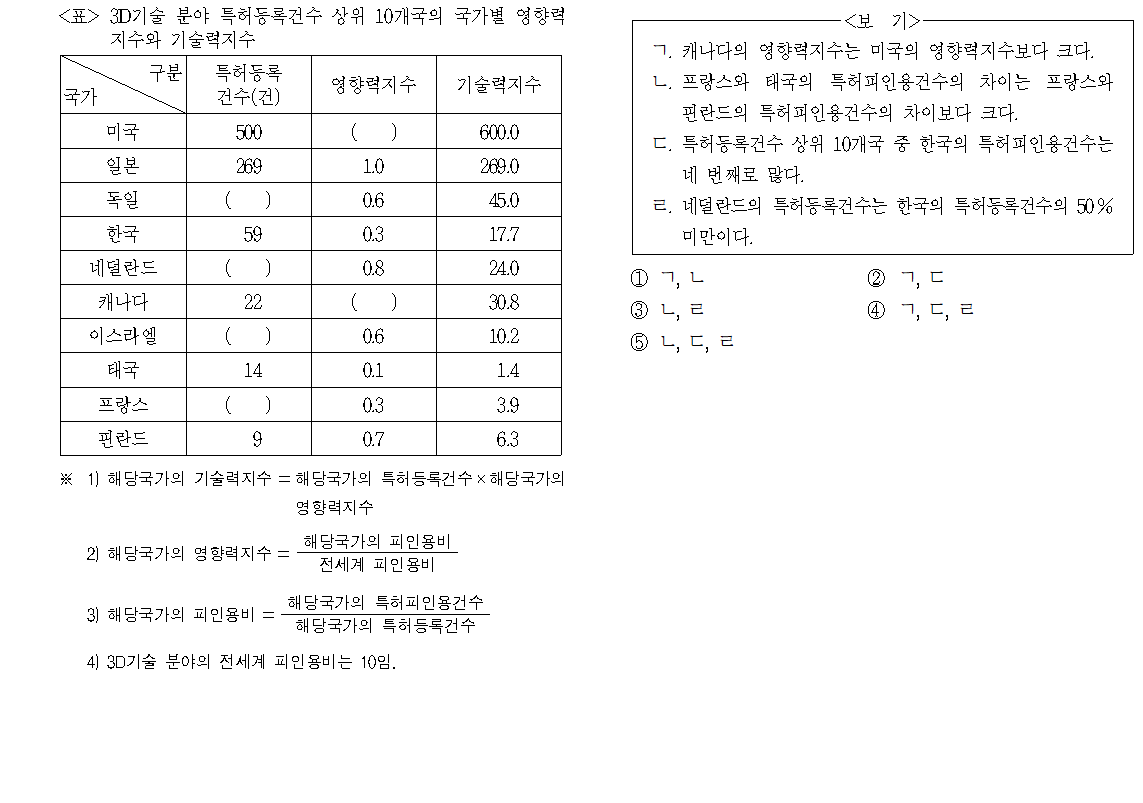 <표> 3D기술 분야 특허등록건수 상위 10개국의 국가별 영향력
지수와 기술력지수
구분 국가 특허등록 건수(건) 영향력지수 기술력지수
미국 500 (  ) 600.0
일본 269 1.0 269.0
독일 (  ) 0.6 45.0
한국 59 0.3 17.7
네덜란드 (  ) 0.8 24.0
캐나다 22 (  ) 30.8
이스라엘 (  ) 0.6 10.2
태국 14 0.1 1.4
프랑스 (  ) 0.3 3.9
핀란드 9 0.7 6.3
※ 1) 해당국가의 기술력지수 = 해당국가의 특허등록건수 × 해당국가의
영향력지수
2) 해당국가의 영향력지수 = 해당국가의 피인용비
전세계 피인용비
3) 해당국가의 피인용비 = 해당국가의 특허피인용건수
해당국가의 특허등록건수
4) 3D기술 분야의 전세계 피인용비는 10임.
<보 기>
ㄱ. 캐나다의 영향력지수는 미국의 영향력지수보다 크다.
ㄴ. 프랑스와 태국의 특허피인용건수의 차이는 프랑스와
핀란드의 특허피인용건수의 차이보다 크다.
ㄷ. 특허등록건수 상위 10개국 중 한국의 특허피인용건수는
네 번째로 많다.
ㄹ. 네덜란드의 특허등록건수는 한국의 특허등록건수의 50%
미만이다.
① ㄱ, ㄴ ② ㄱ, ㄷ
③ ㄴ, ㄹ ④ ㄱ, ㄷ, ㄹ
⑤ ㄴ, ㄷ, ㄹ